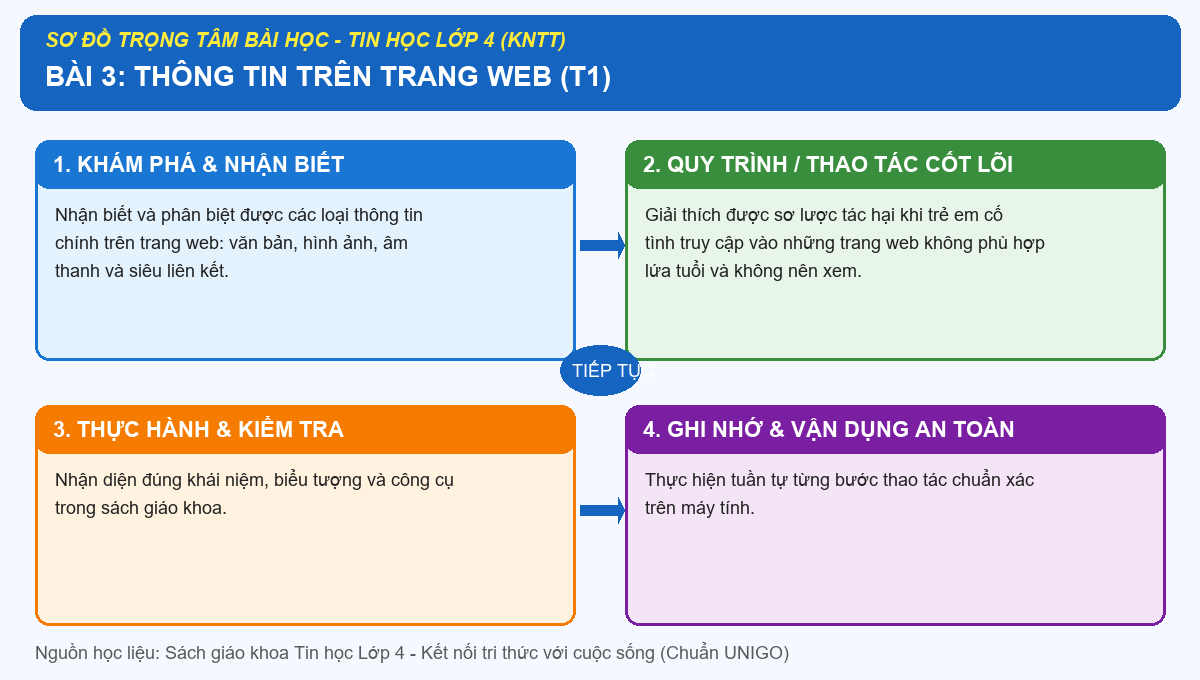 SƠ ĐỒ TRỌNG TÂM BÀI HỌC - TIN HỌC LỚP 4 (KNTT)
BÀI 3: THÔNG TIN TRÊN TRANG WEB (T1)
1. KHÁM PHÁ & NHẬN BIẾT
Nhận biết và phân biệt được các loại thông tin
chính trên trang web: văn bản, hình ảnh, âm
thanh và siêu liên kết.
2. QUY TRÌNH / THAO TÁC CỐT LÕI
Giải thích được sơ lược tác hại khi trẻ em cố
tình truy cập vào những trang web không phù hợp
lứa tuổi và không nên xem.
TIẾP TỤC
3. THỰC HÀNH & KIỂM TRA
Nhận diện đúng khái niệm, biểu tượng và công cụ
trong sách giáo khoa.
4. GHI NHỚ & VẬN DỤNG AN TOÀN
Thực hiện tuần tự từng bước thao tác chuẩn xác
trên máy tính.
Nguồn học liệu: Sách giáo khoa Tin học Lớp 4 - Kết nối tri thức với cuộc sống (Chuẩn UNIGO)